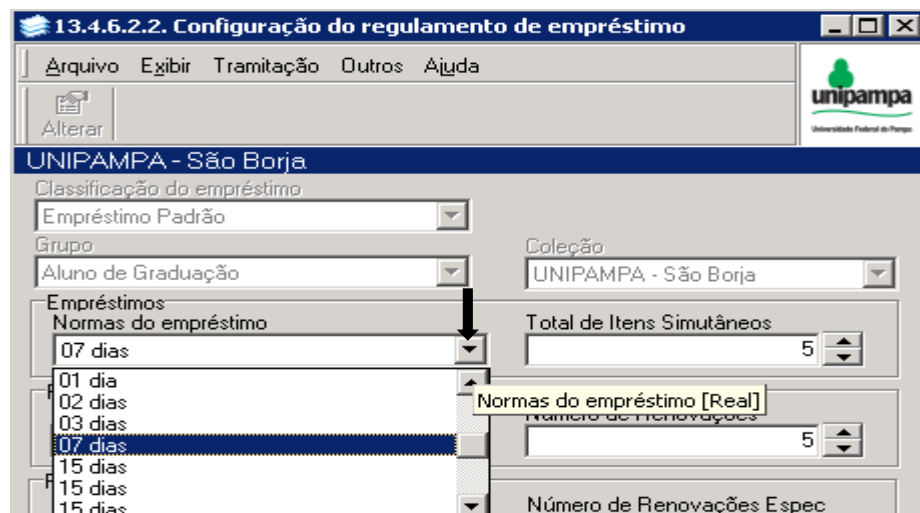 13.4.6.2.2. Configuração do regulamento de empréstimo
Arquivo Exibir Tramitação Outros Ajuda
Alterar
unipampa
Universidade Federal do Pampa
UNIPAMPA - São Borja
Classificação do empréstimo
Empréstimo Padrão
Grupo
Coleção
Aluno de Graduação
UNIPAMPA - São Borja
Empréstimos
Normas do empréstimo
Total de Itens Simutâneos
07 dias
5
01 dia
02 dias
Normas do empréstimo [Real]
03 dias
Número de Renovações
07 dias
5
15 dias
15 dias
15 dias
Número de Renovações Espec